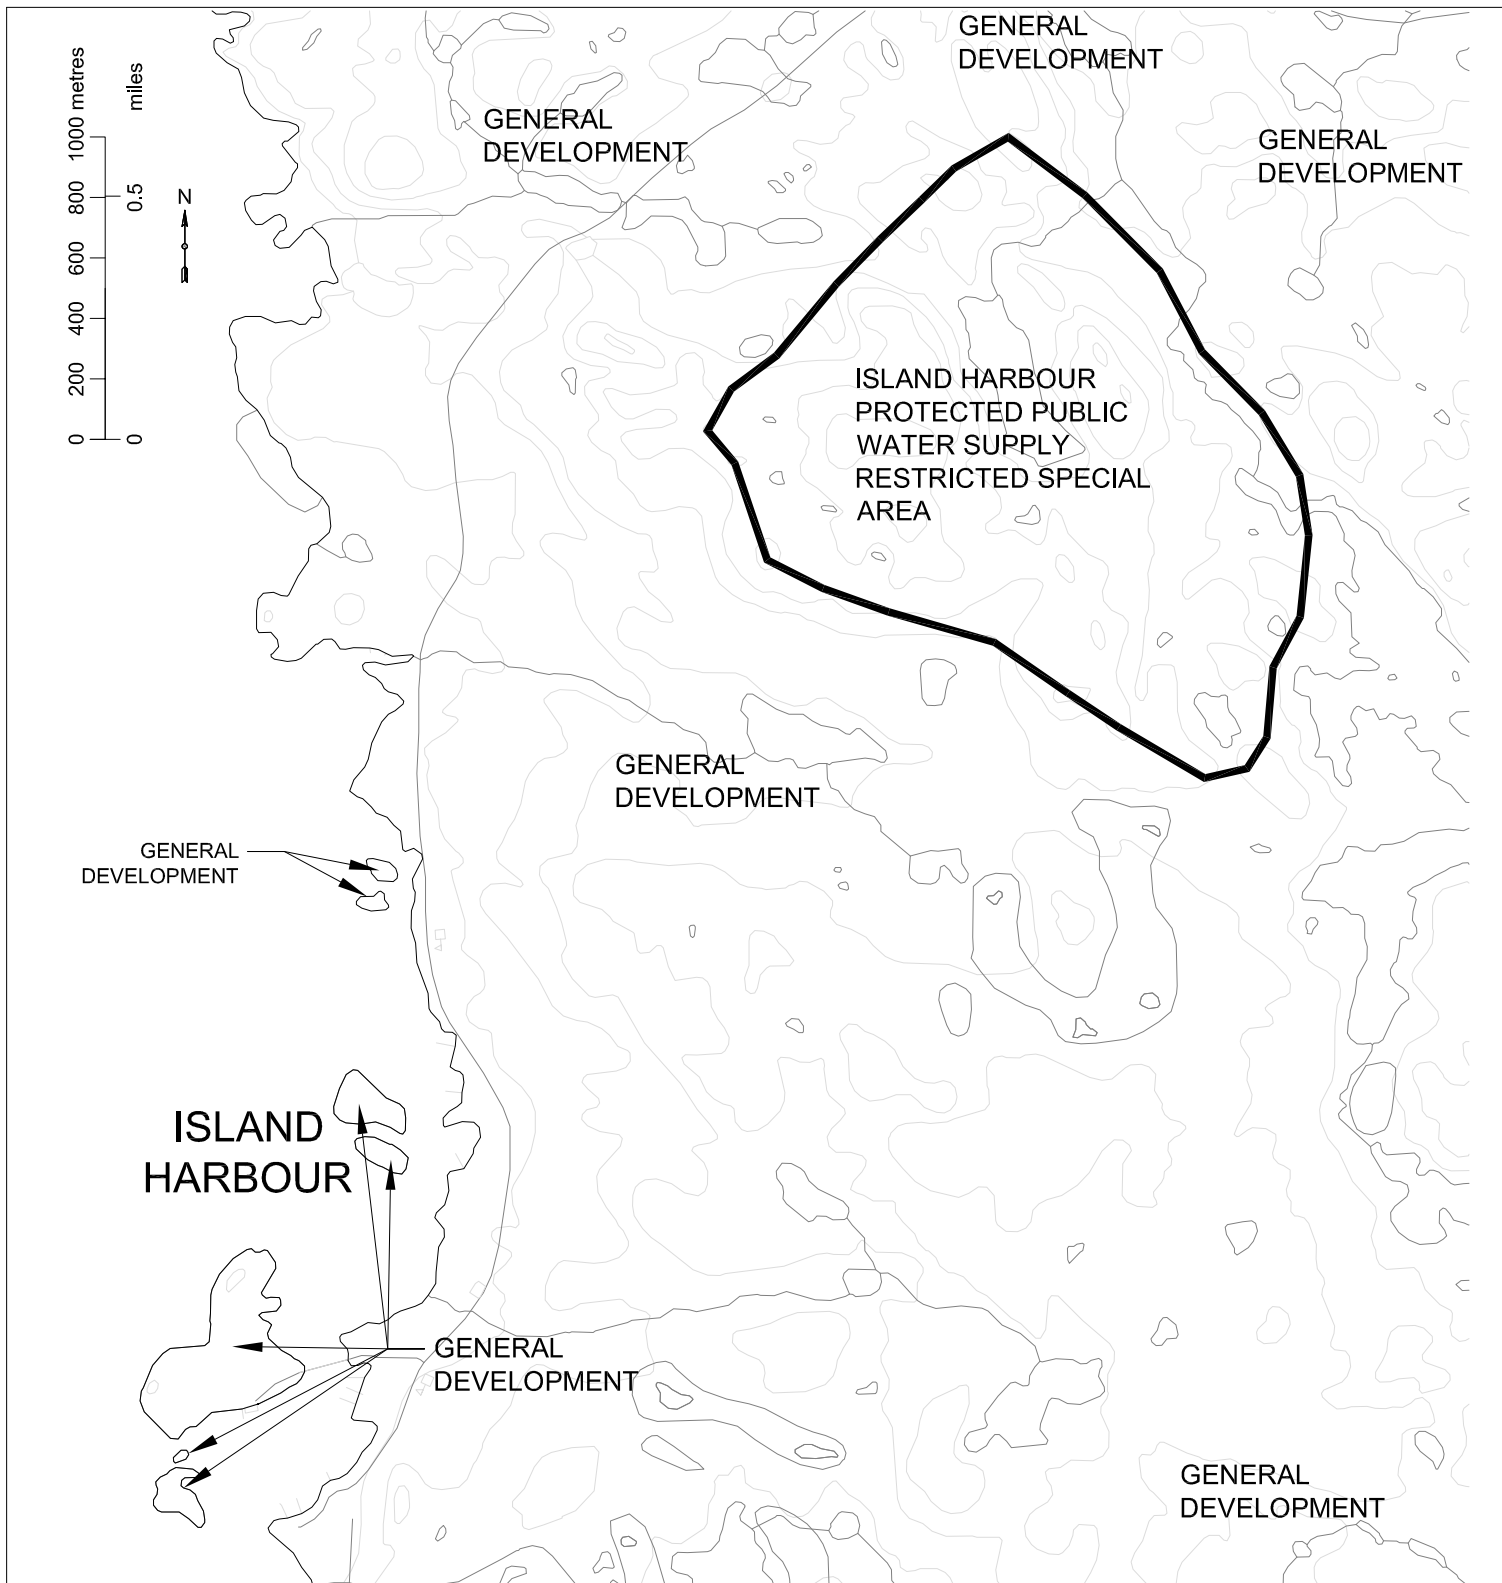 GENERAL
DEVELOPMENT
GENERAL
DEVELOPMENT
GENERAL
DEVELOPMENT
1000 metres
800
600
400
200
0
miles
0.5
0
N
ISLAND HARBOUR
PROTECTED PUBLIC
WATER SUPPLY
RESTRICTED SPECIAL
AREA
GENERAL
DEVELOPMENT
GENERAL
DEVELOPMENT
ISLAND
HARBOUR
GENERAL
DEVELOPMENT
GENERAL
DEVELOPMENT